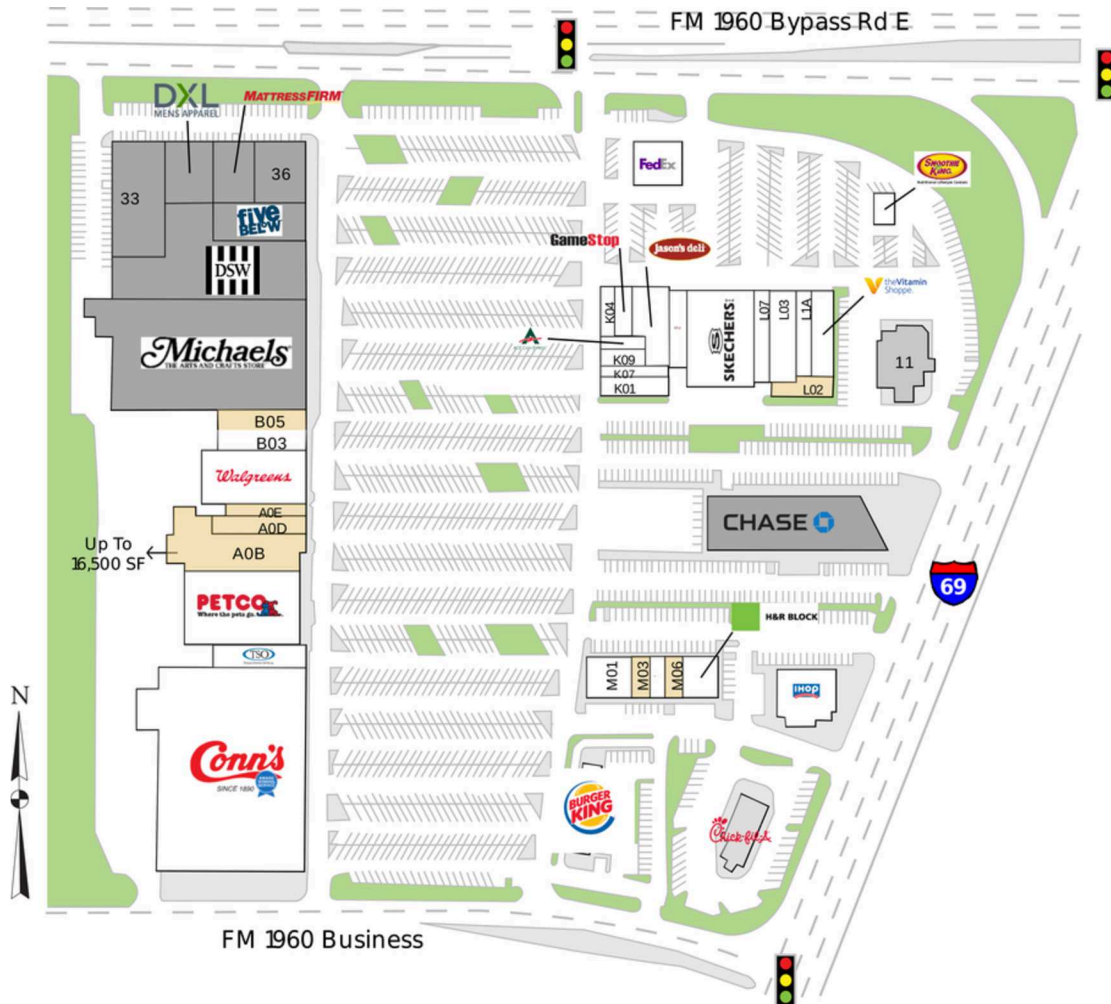 FM 1960 Bypass Rd E
DXL
MENS APPAREL
MATTRESSFIRM
33
36
five
BEL°W
DSW
Michaels
THE ARTS AND CRAFTS STORE
B05
B03
Walgreens
A0E
A0D
A0B
Up To
16,500 SF
PETCO
Where the pets go.
TSO
Conn's
SINCE 1890
FedEx
SMOOTHIE
KING
GameStop
Jason's deli
theVitamin
Shoppe
K04
K09
K07
K01
SKECHERS
L07
L03
L1A
L02
11
CHASE
69
H&R BLOCK
M01
M03
M06
IHOP
BURGER
KING
Chick-fil-A
N
FM 1960 Business